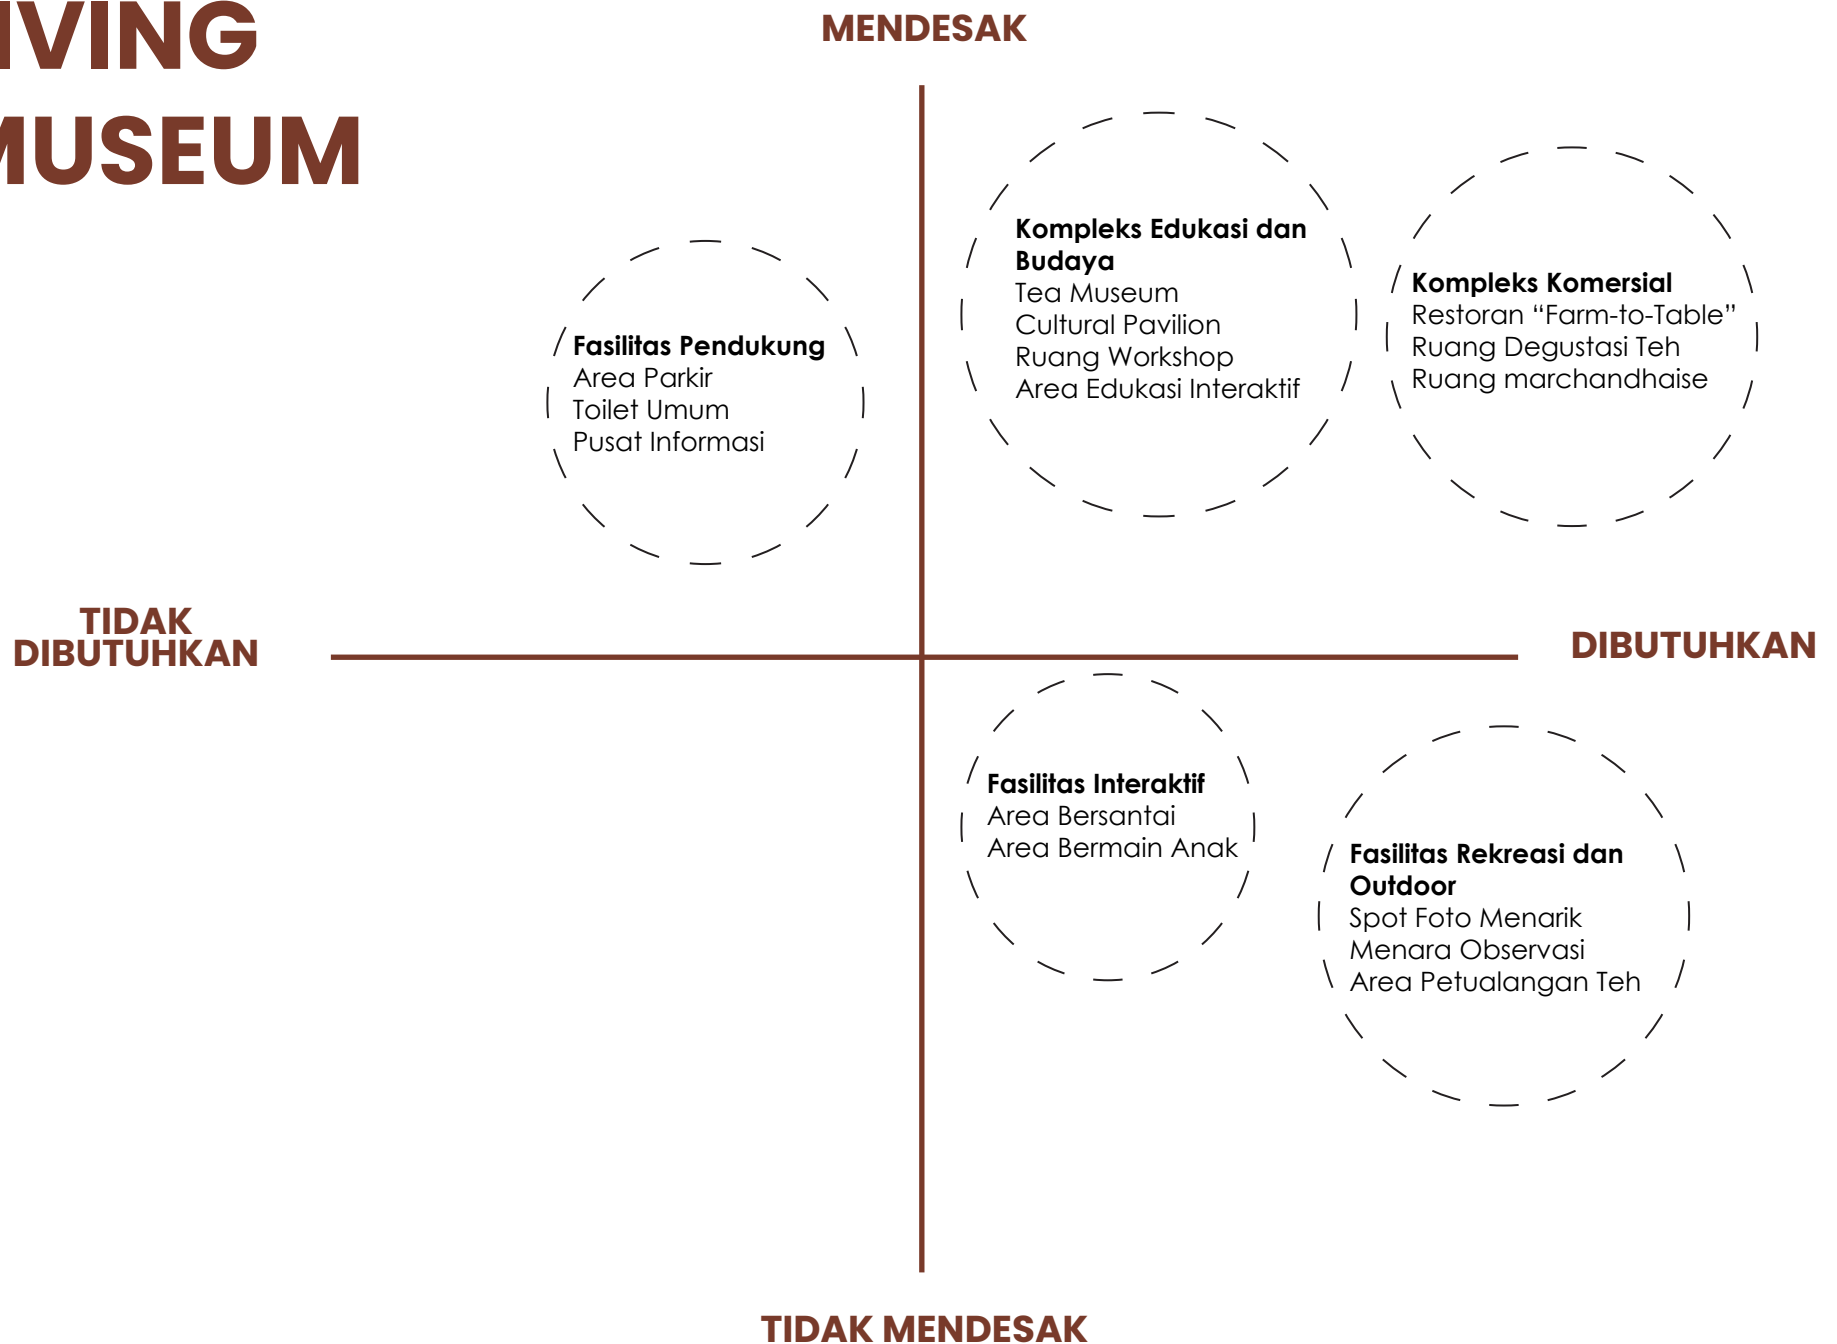 IVING
MUSEUM
MENDESAK
Kompleks Edukasi dan
Budaya
Tea Museum
Cultural Pavilion
Ruang Workshop
Area Edukasi Interaktif
Kompleks Komersial
Restoran “Farm-to-Table”
Ruang Degustasi Teh
Ruang marchandhaise
Fasilitas Pendukung
Area Parkir
Toilet Umum
Pusat Informasi
TIDAK
DIBUTUHKAN
DIBUTUHKAN
Fasilitas Interaktif
Area Bersantai
Area Bermain Anak
Fasilitas Rekreasi dan
Outdoor
Spot Foto Menarik
Menara Observasi
Area Petualangan Teh
TIDAK MENDESAK